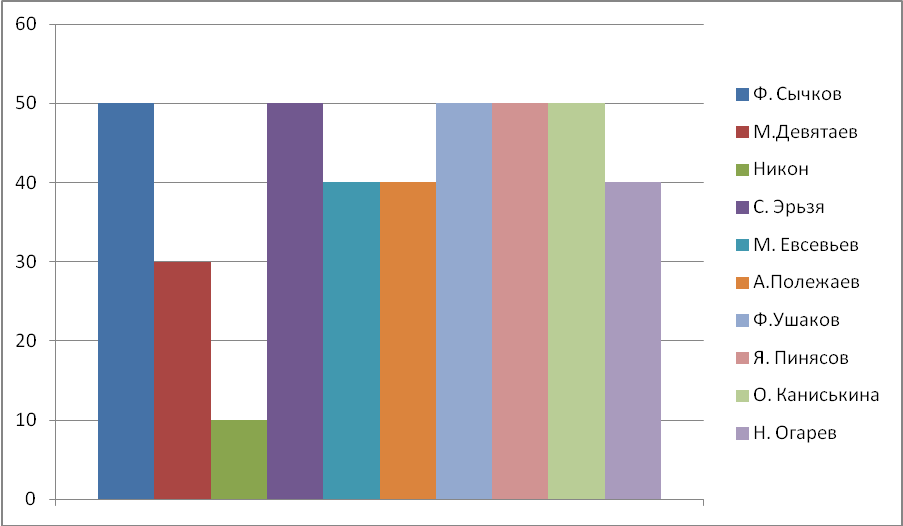 60
50
40
30
20
10
0
Ф. Сычков
М.Девятаев
Никон
С. Эрьзя
М. Евсевьев
А.Полежаев
Ф.Ушаков
Я. Пинясов
О. Каниськина
Н. Огарев